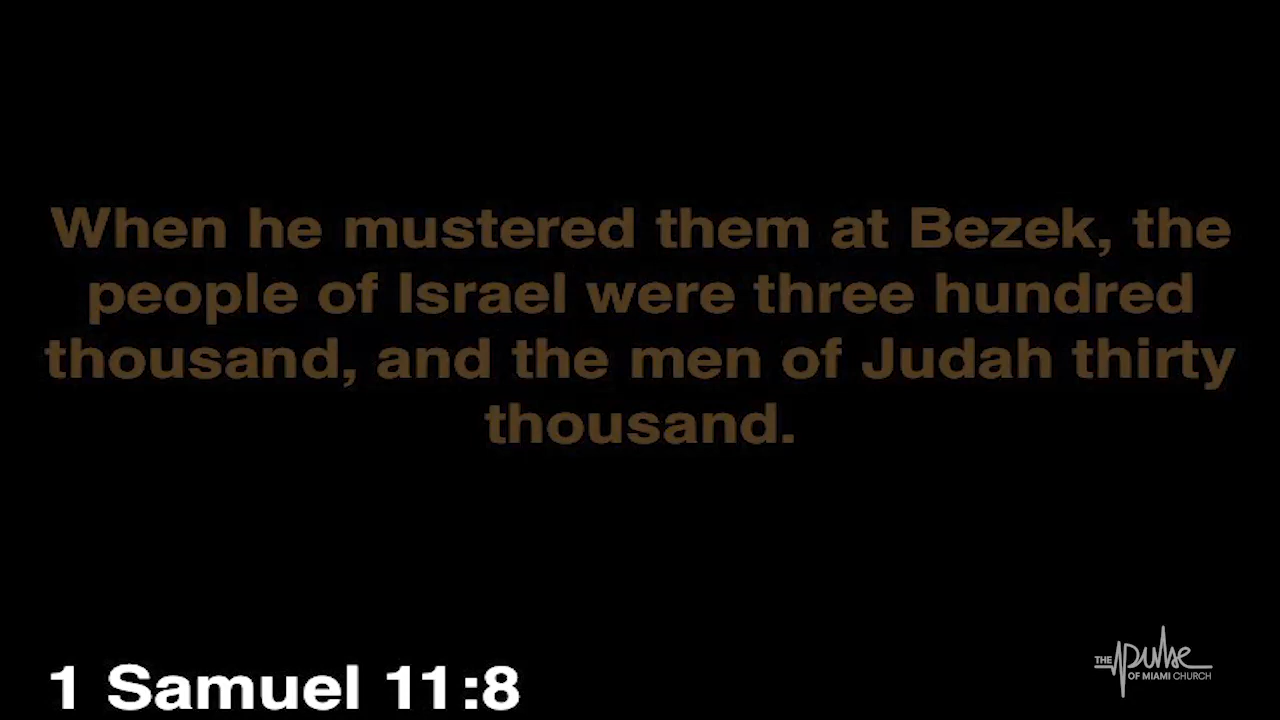 When he mustered them at Bezek, the
people of Israel were three hundred
thousand, and the men of Judah thirty
thousand.
1 Samuel 11:8
THE pulse
OF MIAMI CHURCH